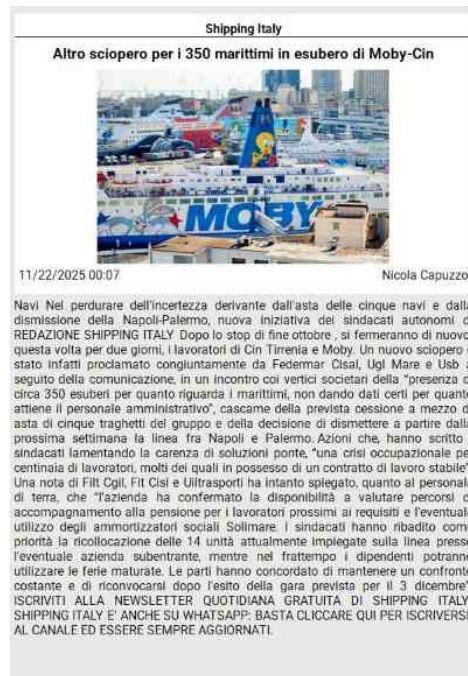 Shipping Italy
Altro sciopero per i 350 marittimi in esubero di Moby-Cin
MOBY
11/22/2025 00:07
Nicola Capuzzo
Navi Nel perdurare dell'incertezza derivante dall'asta delle cinque navi e dalla
dismissione della Napoli-Palermo, nuova iniziativa dei sindacati autonomi d
REDAZIONE SHIPPING ITALY Dopo lo stop di fine ottobre , si fermeranno di nuovo,
questa volta per due giorni, i lavoratori di Cin Tirrenia e Moby. Un nuovo sciopero
stato infatti proclamato congiuntamente da Federmar Cisal, Ugl Mare e Usb a
seguito della comunicazione, in un incontro coi vertici societari della "presenza d
circa 350 esuberi per quanto riguarda i marittimi, non dando dati certi per quanto
attiene il personale amministrativo", cascame della prevista cessione a mezzo d
asta di cinque traghetti del gruppo e della decisione di dismettere a partire dalla
prossima settimana la linea fra Napoli e Palermo. Azioni che, hanno scritto
sindacati lamentando la carenza di soluzioni ponte, "una crisi occupazionale pe
centinaia di lavoratori, molti dei quali in possesso di un contratto di lavoro stabile"
Una nota di Filt Cgil, Fit Cisl e Uiltrasporti ha intanto spiegato, quanto al personale
di terra, che "l'azienda ha confermato la disponibilità a valutare percorsi d
accompagnamento alla pensione per i lavoratori prossimi ai requisiti e l'eventuale
utilizzo degli ammortizzatori sociali Solimare. I sindacati hanno ribadito com
priorità la ricollocazione delle 14 unità attualmente impiegate sulla linea presso
l'eventuale azienda subentrante, mentre nel frattempo i dipendenti potranno
utilizzare le ferie maturate. Le parti hanno concordato di mantenere un confronto
costante e di riconvocarsi dopo l'esito della gara prevista per il 3 dicembre"
ISCRIVITI ALLA NEWSLETTER QUOTIDIANA GRATUITA DI SHIPPING ITALY
SHIPPING ITALY E' ANCHE SU WHATSAPP: BASTA CLICCARE QUI PER ISCRIVERSI
AL CANALE ED ESSERE SEMPRE AGGIORNATI.